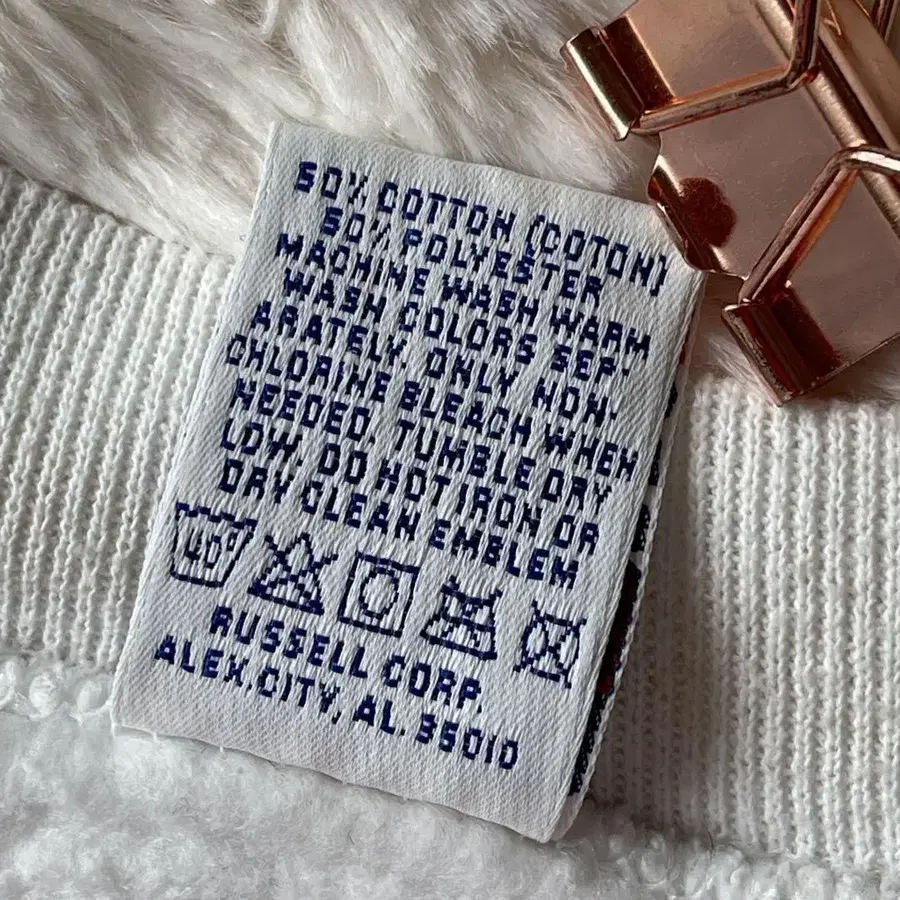 50% COTTON (COTON)
50% POLYESTER
MACHINE WASH WARM
WASH COLORS SEP-
ARATELY. ONLY NON-
CHLORINE BLEACH WHEN
NEEDED. TUMBLE DRY
LOW. DO NOT IRON OR
DRY CLEAN EMBLEM
40°
RUSSELL CORP.
ALEX.CITY, AL. 35010